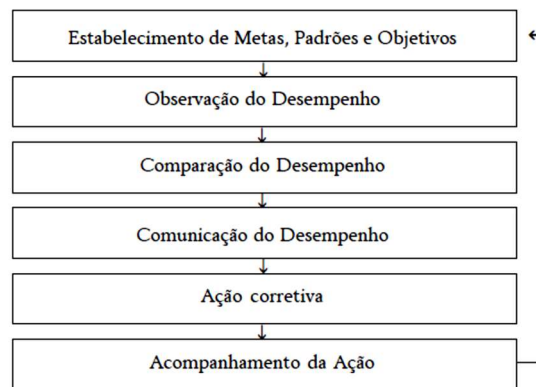 Estabelecimento de Metas, Padrões e Objetivos
Observação do Desempenho
Comparação do Desempenho
Comunicação do Desempenho
Ação corretiva
Acompanhamento da Ação